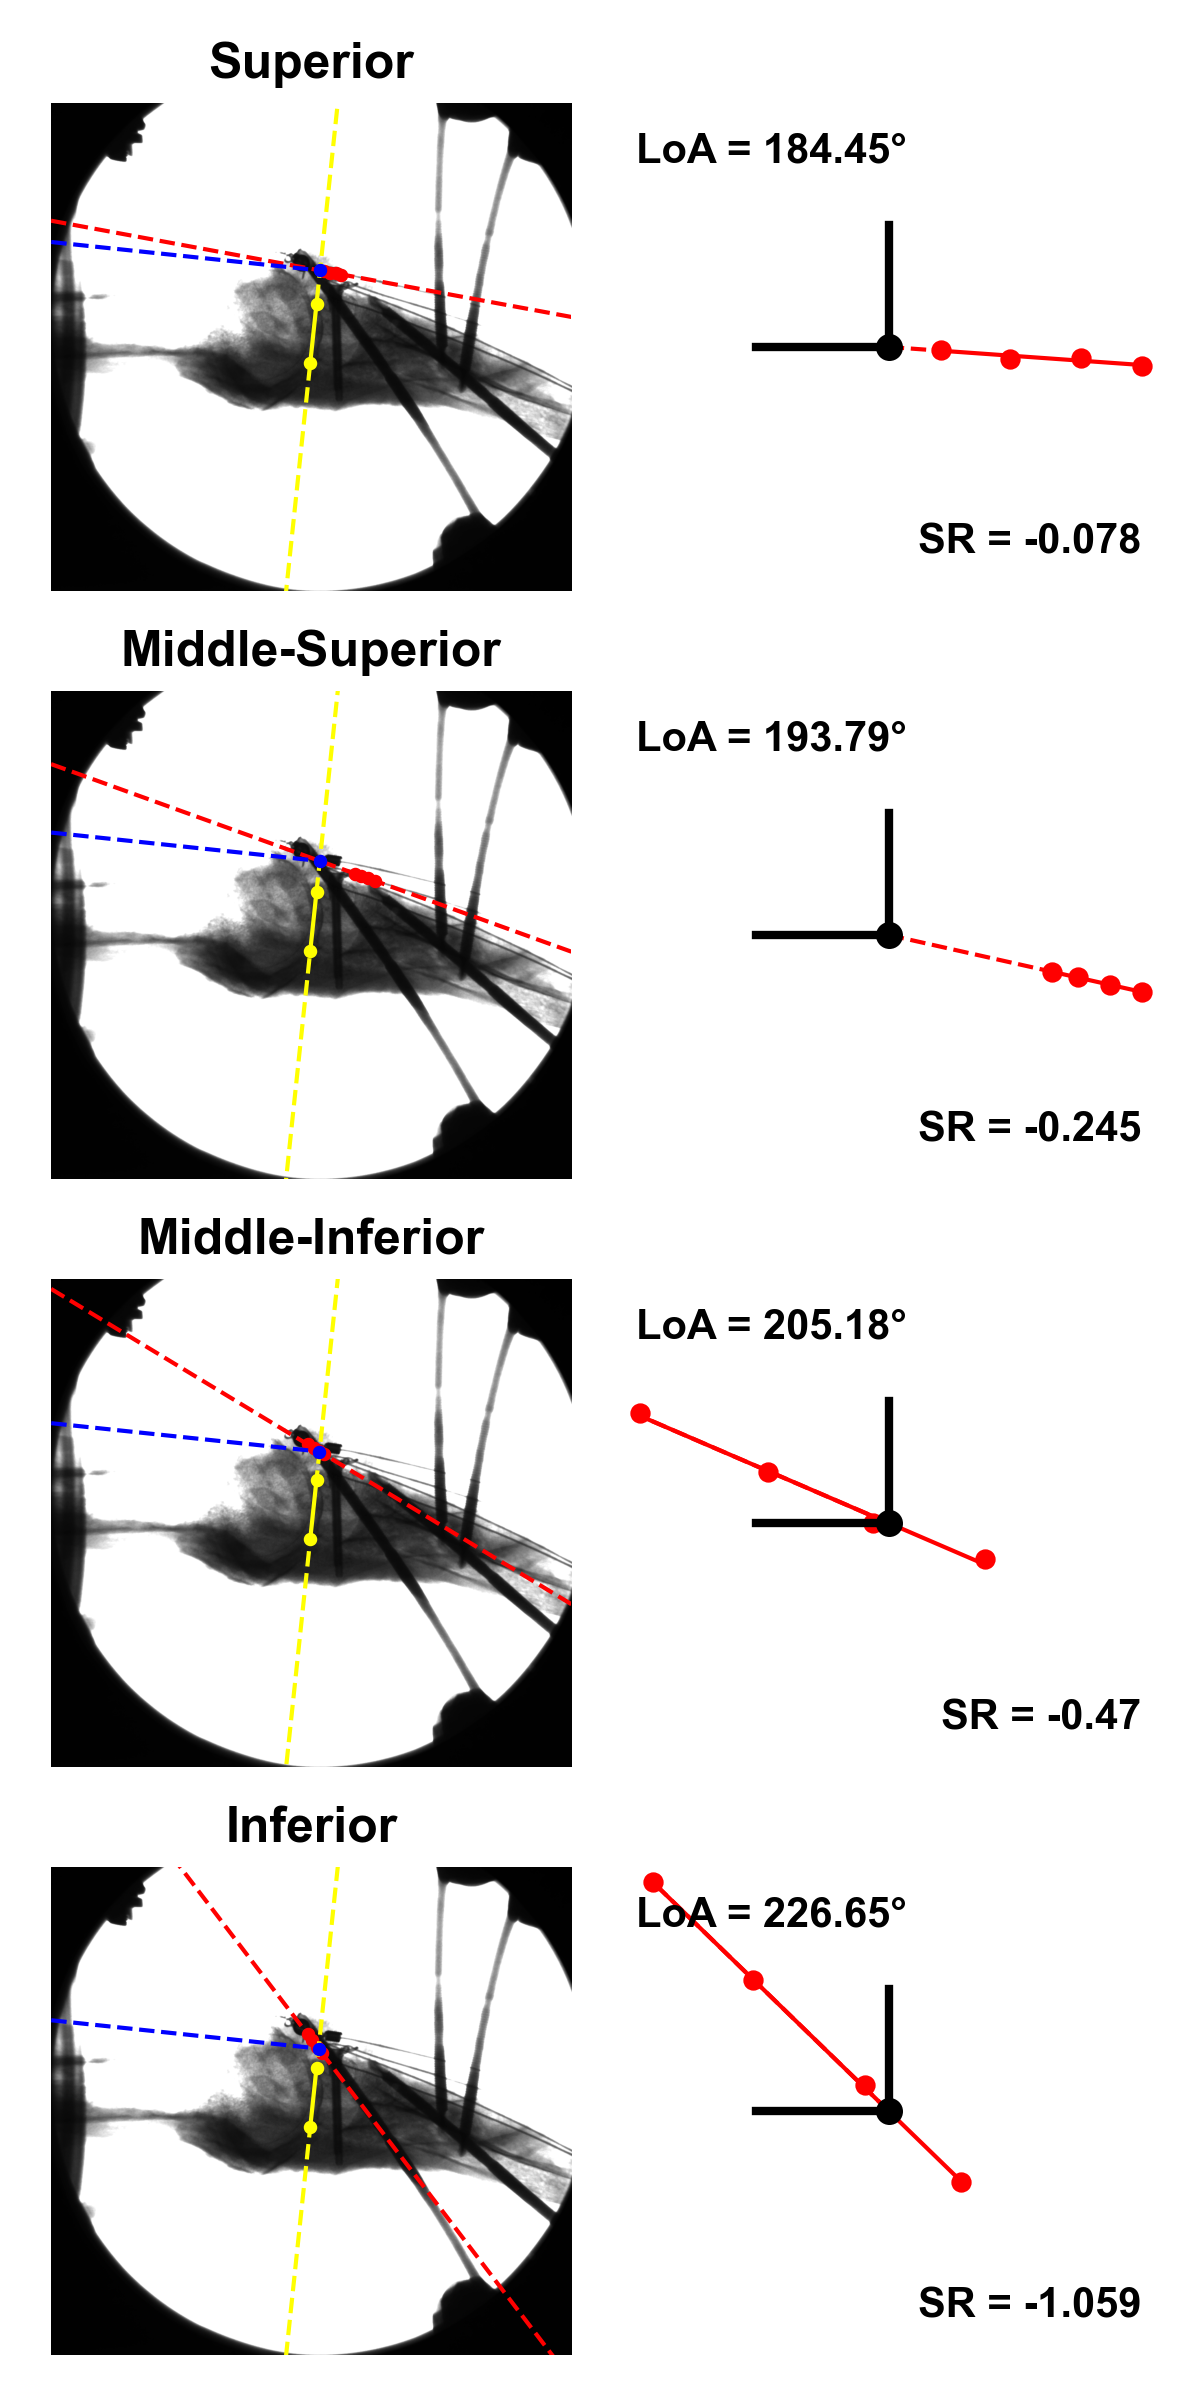 Superior
LoA = 184.45°
SR = -0.078
Middle-Superior
LoA = 193.79°
SR = -0.245
Middle-Inferior
LoA = 205.18°
SR = -0.47
Inferior
LoA = 226.65°
SR = -1.059